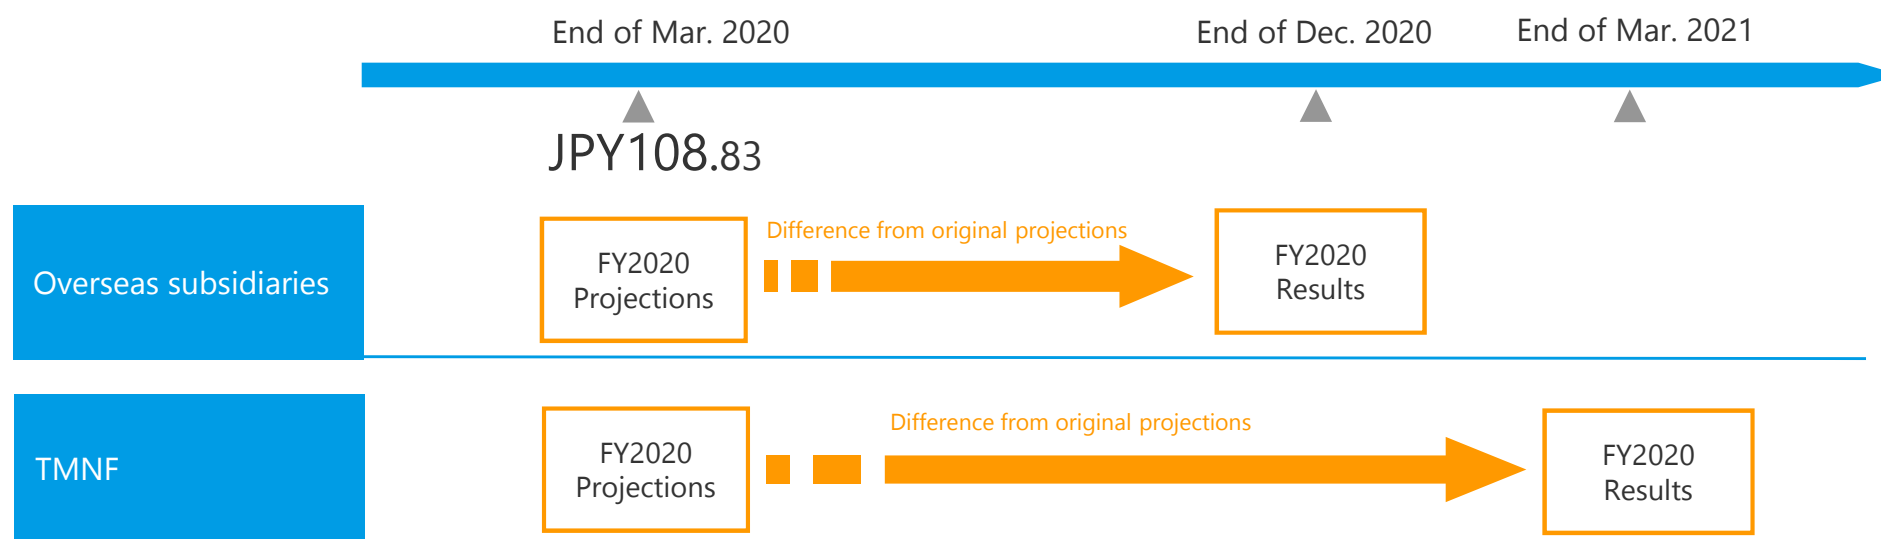 End of Mar. 2020
End of Dec. 2020
End of Mar. 2021
JPY108.83
Overseas subsidiaries
FY2020
Projections
Difference from original projections
FY2020
Results
TMNF
FY2020
Projections
Difference from original projections
FY2020
Results